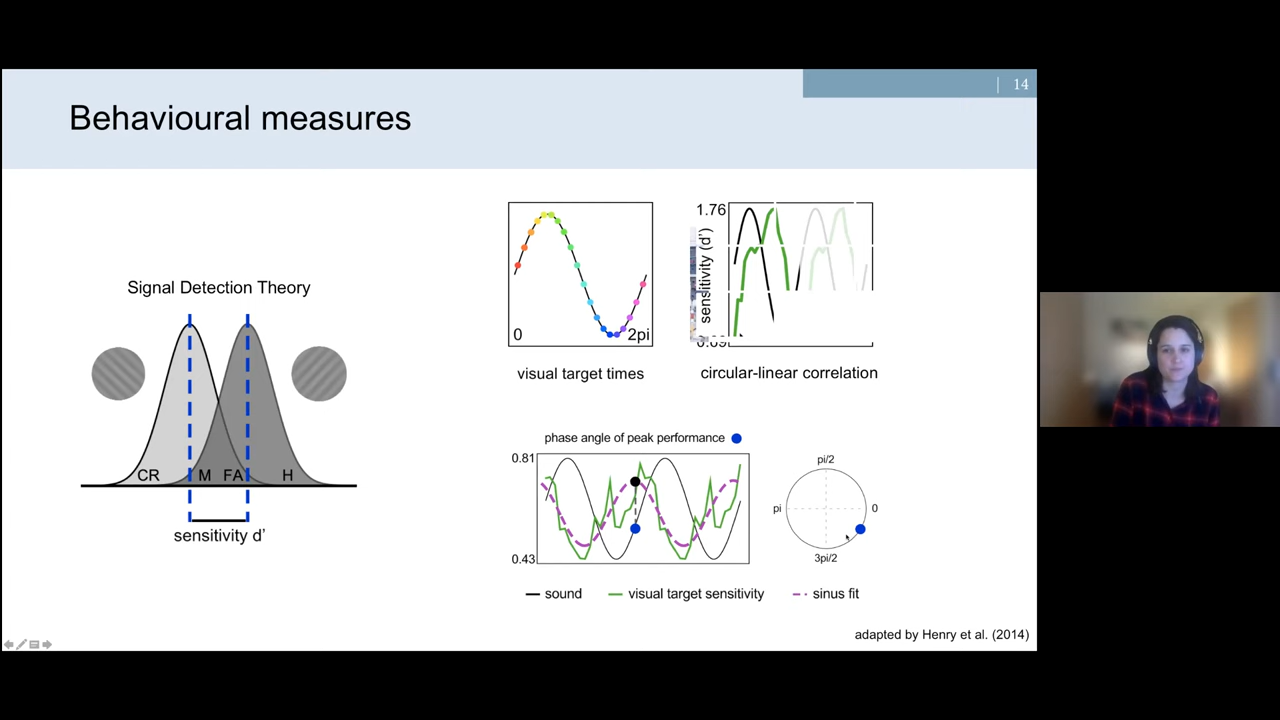 14
Behavioural measures
Signal Detection Theory
CR
M
FA
H
sensitivity d’
0
2pi
visual target times
1.76
sensitivity (d’)
circular-linear correlation
phase angle of peak performance
0.81
0.43
pi/2
pi
0
3pi/2
sound
visual target sensitivity
sinus fit
adapted by Henry et al. (2014)